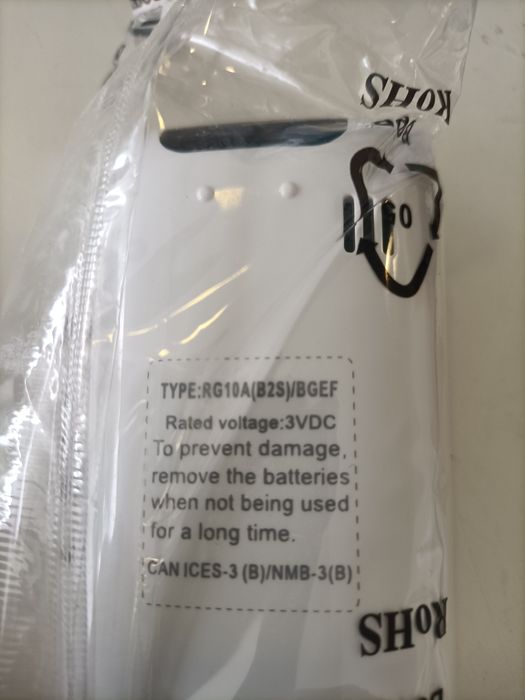 ROHS
TYPE:RG10A(B2S)/BGEF
Rated voltage:3VDC
To prevent damage,
remove the batteries
when not being used
for a long time.
CAN ICES-3 (B)/NMB-3(B)
ROHS